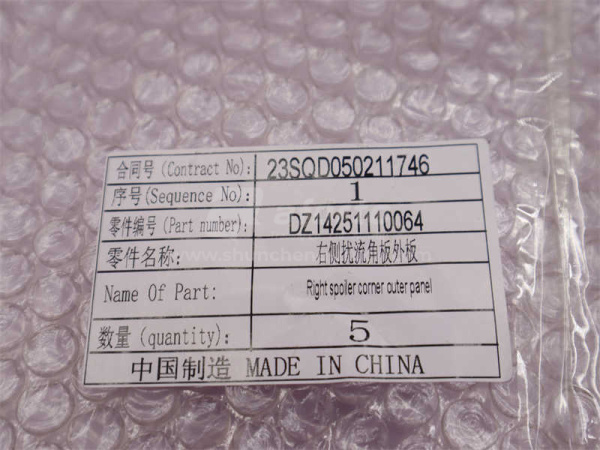 合同号(Contract No): 23SQD050211746
序号(Sequence No): 1
零件编号(Part number): DZ14251110064
零件名称: 右侧扰流角板外板
Name Of Part: Right spoiler corner outer panel
数量(quantity): 5
中国制造 MADE IN CHINA